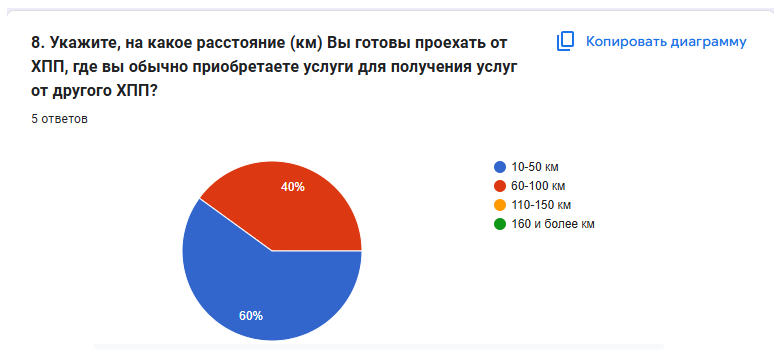 8. Укажите, на какое расстояние (км) Вы готовы проехать от
ХПП, где вы обычно приобретаете услуги для получения услуг
от другого ХПП?
Копировать диаграмму
5 ответов
40%
60%
10-50 км
60-100 км
110-150 км
160 и более км